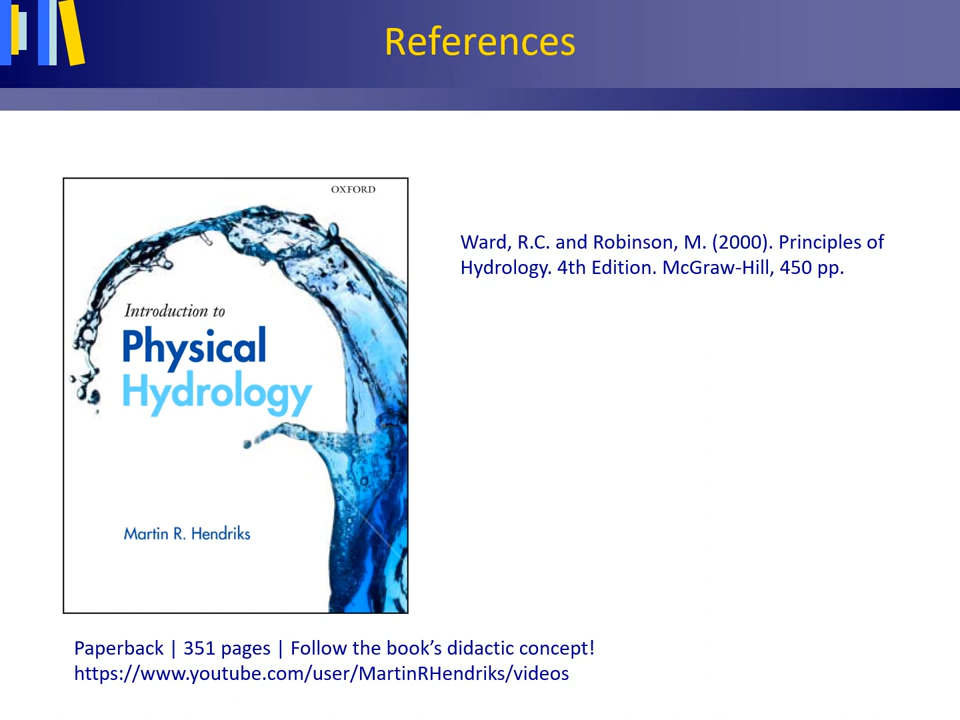 References
OXFORD
Introduction to
Physical
Hydrology
Martin R. Hendriks
Ward, R.C. and Robinson, M. (2000). Principles of
Hydrology. 4th Edition. McGraw-Hill, 450 pp.
Paperback | 351 pages | Follow the book’s didactic concept!
https://www.youtube.com/user/MartinRHendriks/videos